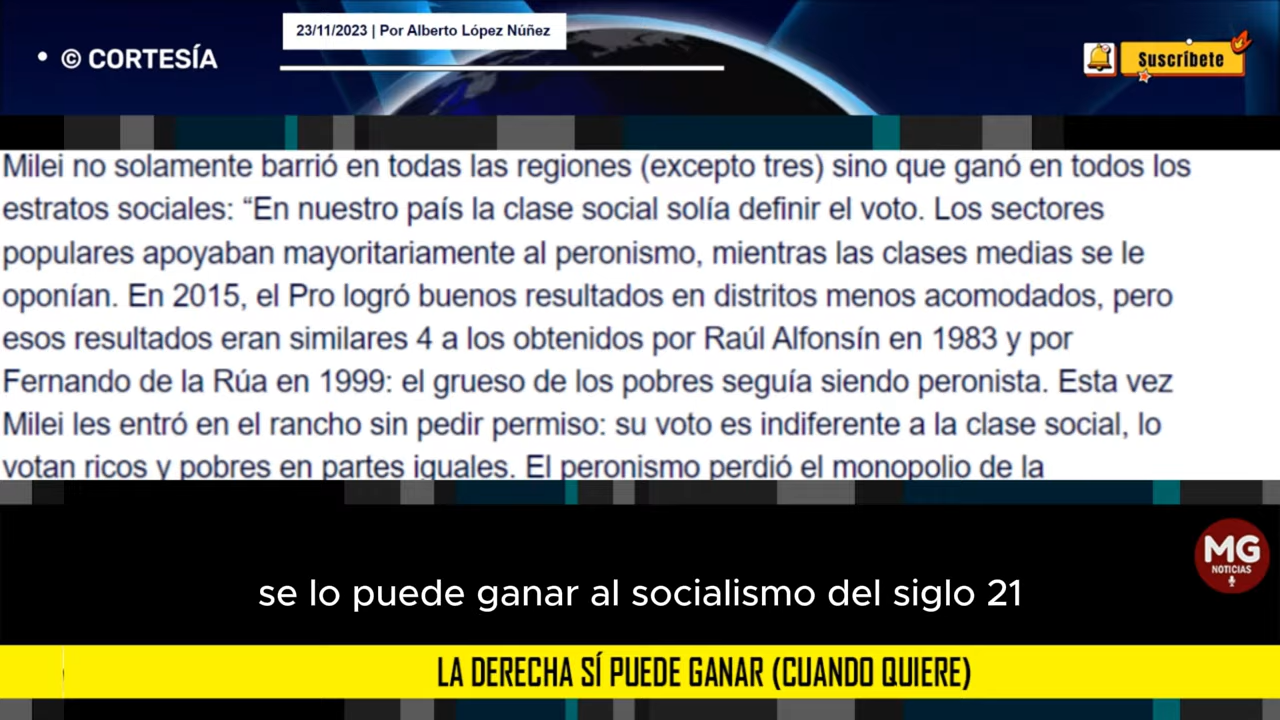 23/11/2023 | Por Alberto López Núñez
• © CORTESÍA
Suscríbete
Milei no solamente barrió en todas las regiones (excepto tres) sino que ganó en todos los
estratos sociales: “En nuestro país la clase social solía definir el voto. Los sectores
populares apoyaban mayoritariamente al peronismo, mientras las clases medias se le
oponían. En 2015, el Pro logró buenos resultados en distritos menos acomodados, pero
esos resultados eran similares 4 a los obtenidos por Raúl Alfonsín en 1983 y por
Fernando de la Rúa en 1999: el grueso de los pobres seguía siendo peronista. Esta vez
Milei les entró en el rancho sin pedir permiso: su voto es indiferente a la clase social, lo
votan ricos y pobres en partes iguales. El peronismo perdió el monopolio de la
MG
NOTICIAS
se lo puede ganar al socialismo del siglo 21
LA DERECHA SÍ PUEDE GANAR (CUANDO QUIERE)